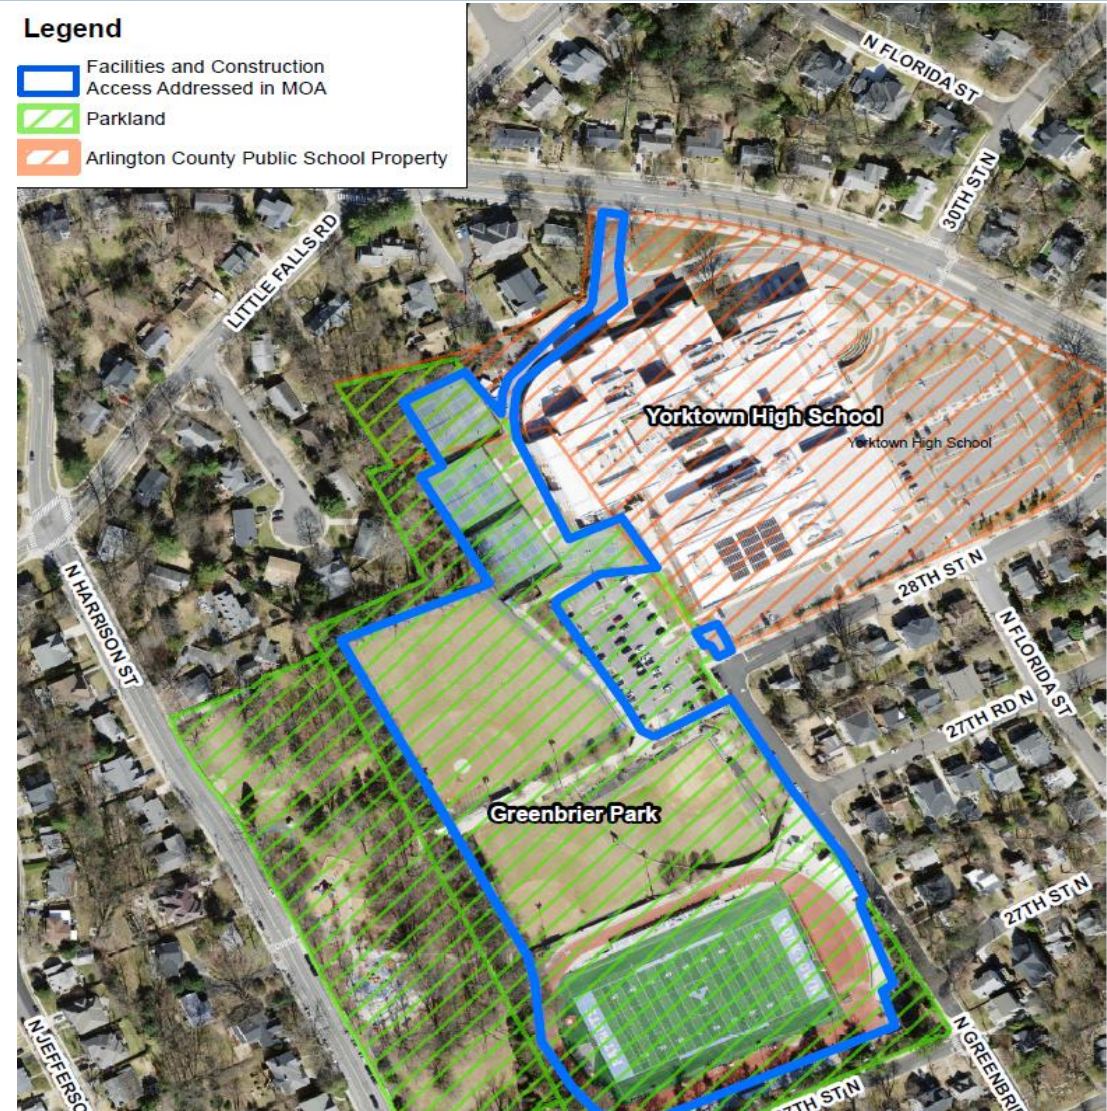 Legend
Facilities and Construction
Access Addressed in MOA
Parkland
Arlington County Public School Property
N FLORIDA ST
30TH ST N
LITTLE FALLS RD
Yorktown High School
Yorktown High School
28TH ST N
N HARRISON ST
N FLORIDA ST
27TH RD N
Greenbrier Park
27TH ST N
N JEFFERSO
N GREENBRI
7TH ST N